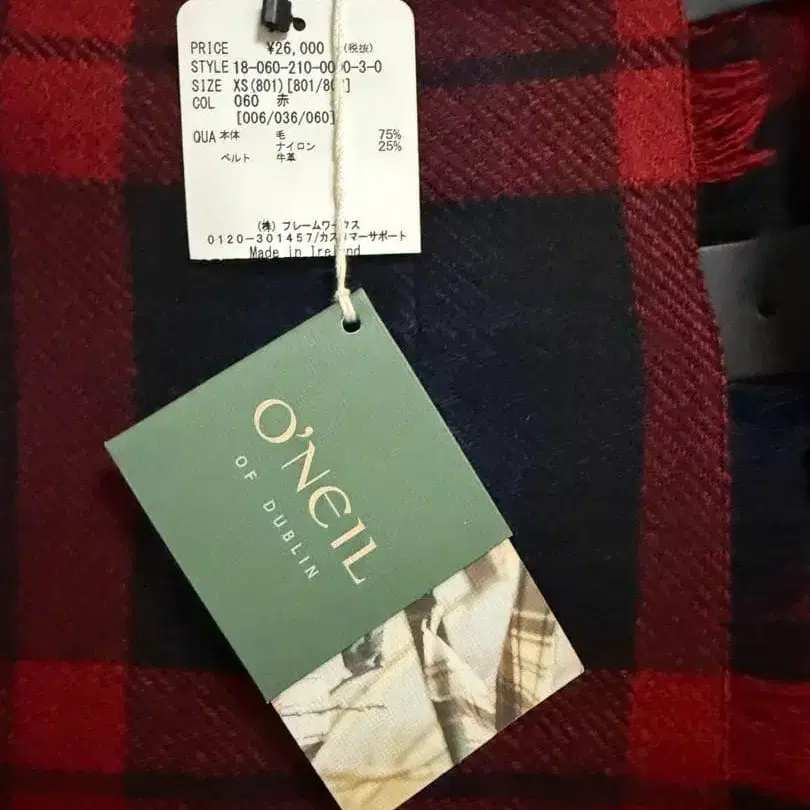 PRICE ¥26,000 (税抜)
STYLE 18-060-210-0000-3-0
SIZE XS(801)[801/80
COL 060 赤
[006/036/060]
QUA 本体 毛 75%
ナイロン 25%
ベルト 牛革
(株) フレームワークス
0120-301457/カスタマーサポート
Made in Ireland
O'NEIL
OF DUBLIN